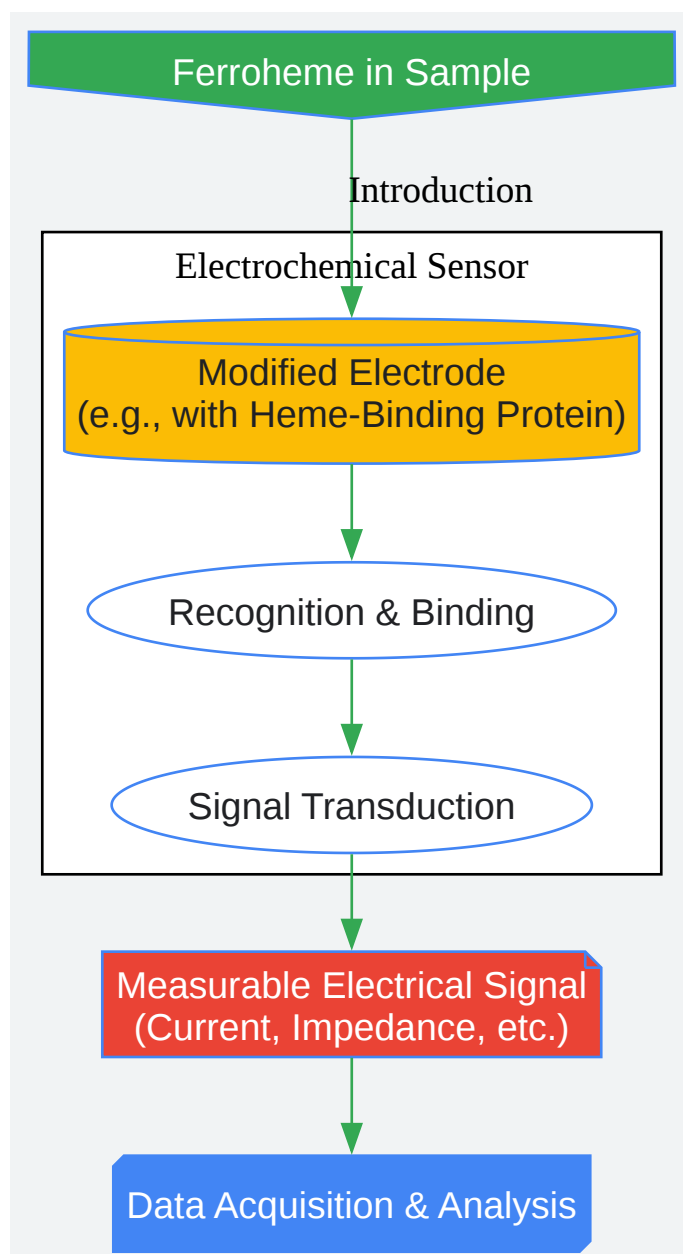 Ferroheme in Sample
Introduction
Electrochemical Sensor
Modified Electrode
(e.g., with Heme-Binding Protein)
Recognition & Binding
Signal Transduction
Measurable Electrical Signal
(Current, Impedance, etc.)
Data Acquisition & Analysis